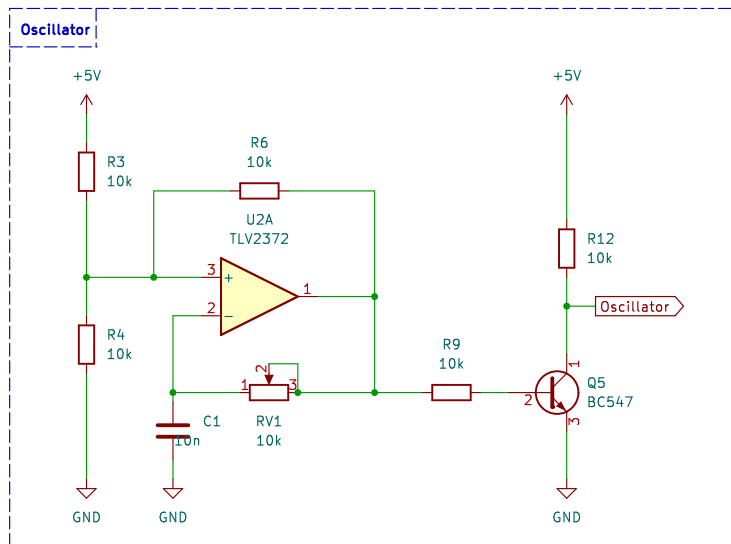 Oscillator
+5V
+5V
R3
10k
R6
10k
U2A
TLV2372
R12
10k
3
+
1
2
−
Oscillator
R4
10k
R9
10k
1
2
3
1
Q5
BC547
2
3
C1
10n
RV1
10k
GND
GND
GND